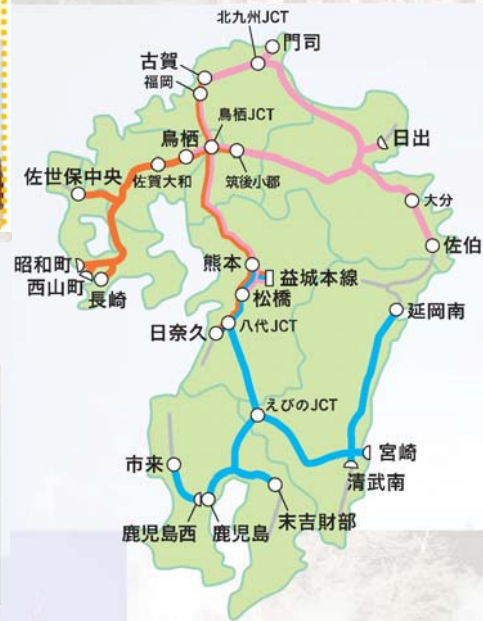 北九州JCT
門司
古賀
福岡
鳥栖JCT
鳥栖
日出
佐世保中央
佐賀大和
筑後小郡
大分
昭和町
西山町
長崎
熊本
益城本線
佐伯
松橋
日奈久
八代JCT
延岡南
えびのJCT
市来
宮崎
清武南
鹿児島西
鹿児島
末吉財部